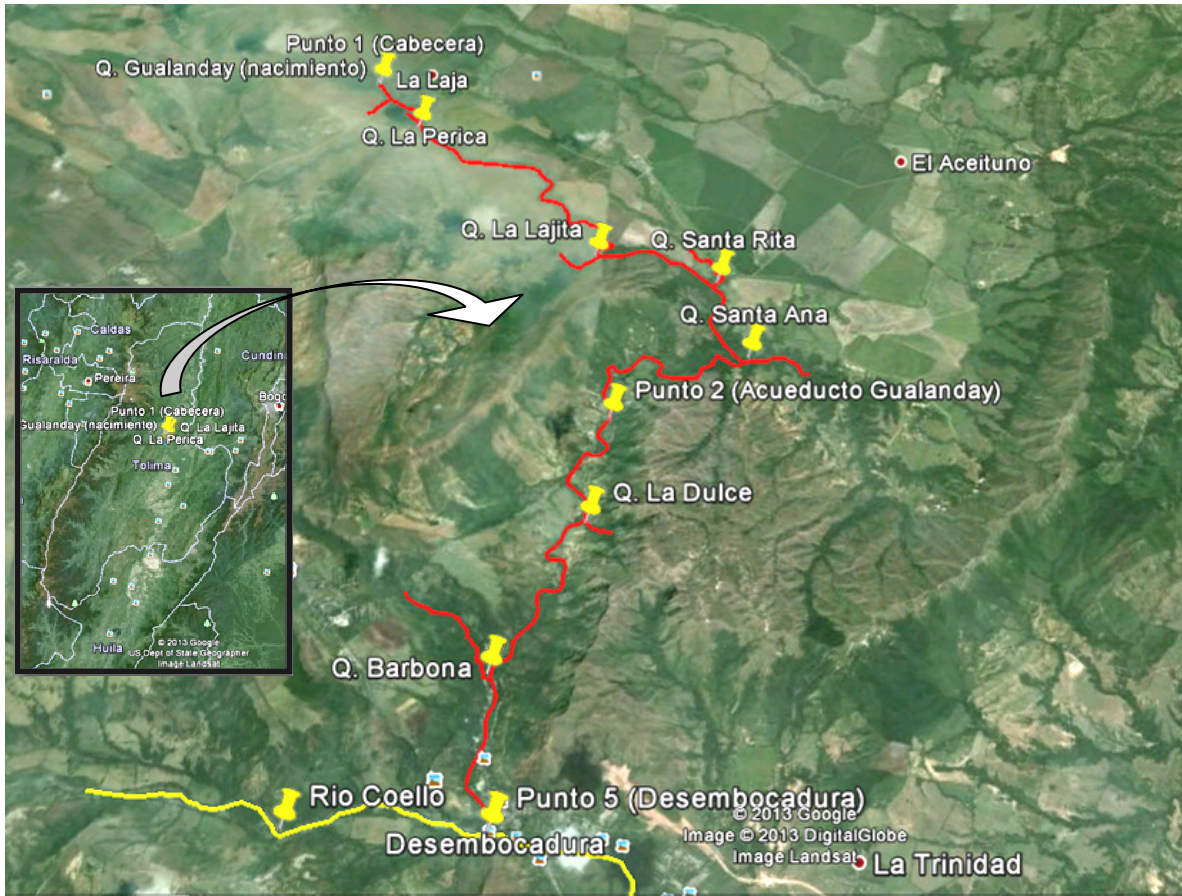 Punto 1 (Cabecera)
Q. Gualanday (nacimiento)
La Laja
Q. La Perica
El Aceituno
Q. La Lajita
Q. Santa Rita
Q. Santa Ana
Punto 2 (Acueducto Gualanday)
Q. La Dulce
Q. Barbona
Rio Coello
Punto 5 (Desembocadura)
Desembocadura
© 2013 Google
Image © 2013 DigitalGlobe
Image Landsat
La Trinidad
Caldas
Risaralda
Cundin
Pereira
Bogo
Punto 1 (Cabecera)
Gualanday (nacimiento)
Q. La Lajita
Q. La Perica
Tolima
Huila
© 2013 Google
US Dept of State Geographer
Image Landsat